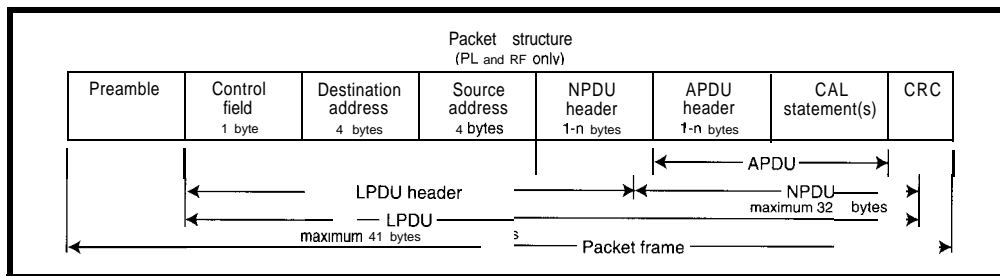 Packet structure
(PL and RF only)
Preamble Control Destination Source NPDU APDU CAL CRC
field address address header header statement(s)
1 byte 4 bytes 4 bytes 1-n bytes 1-n bytes
APDU
LPDU header NPDU
maximum 32 bytes
LPDU
maximum 41 bytes s
Packet frame